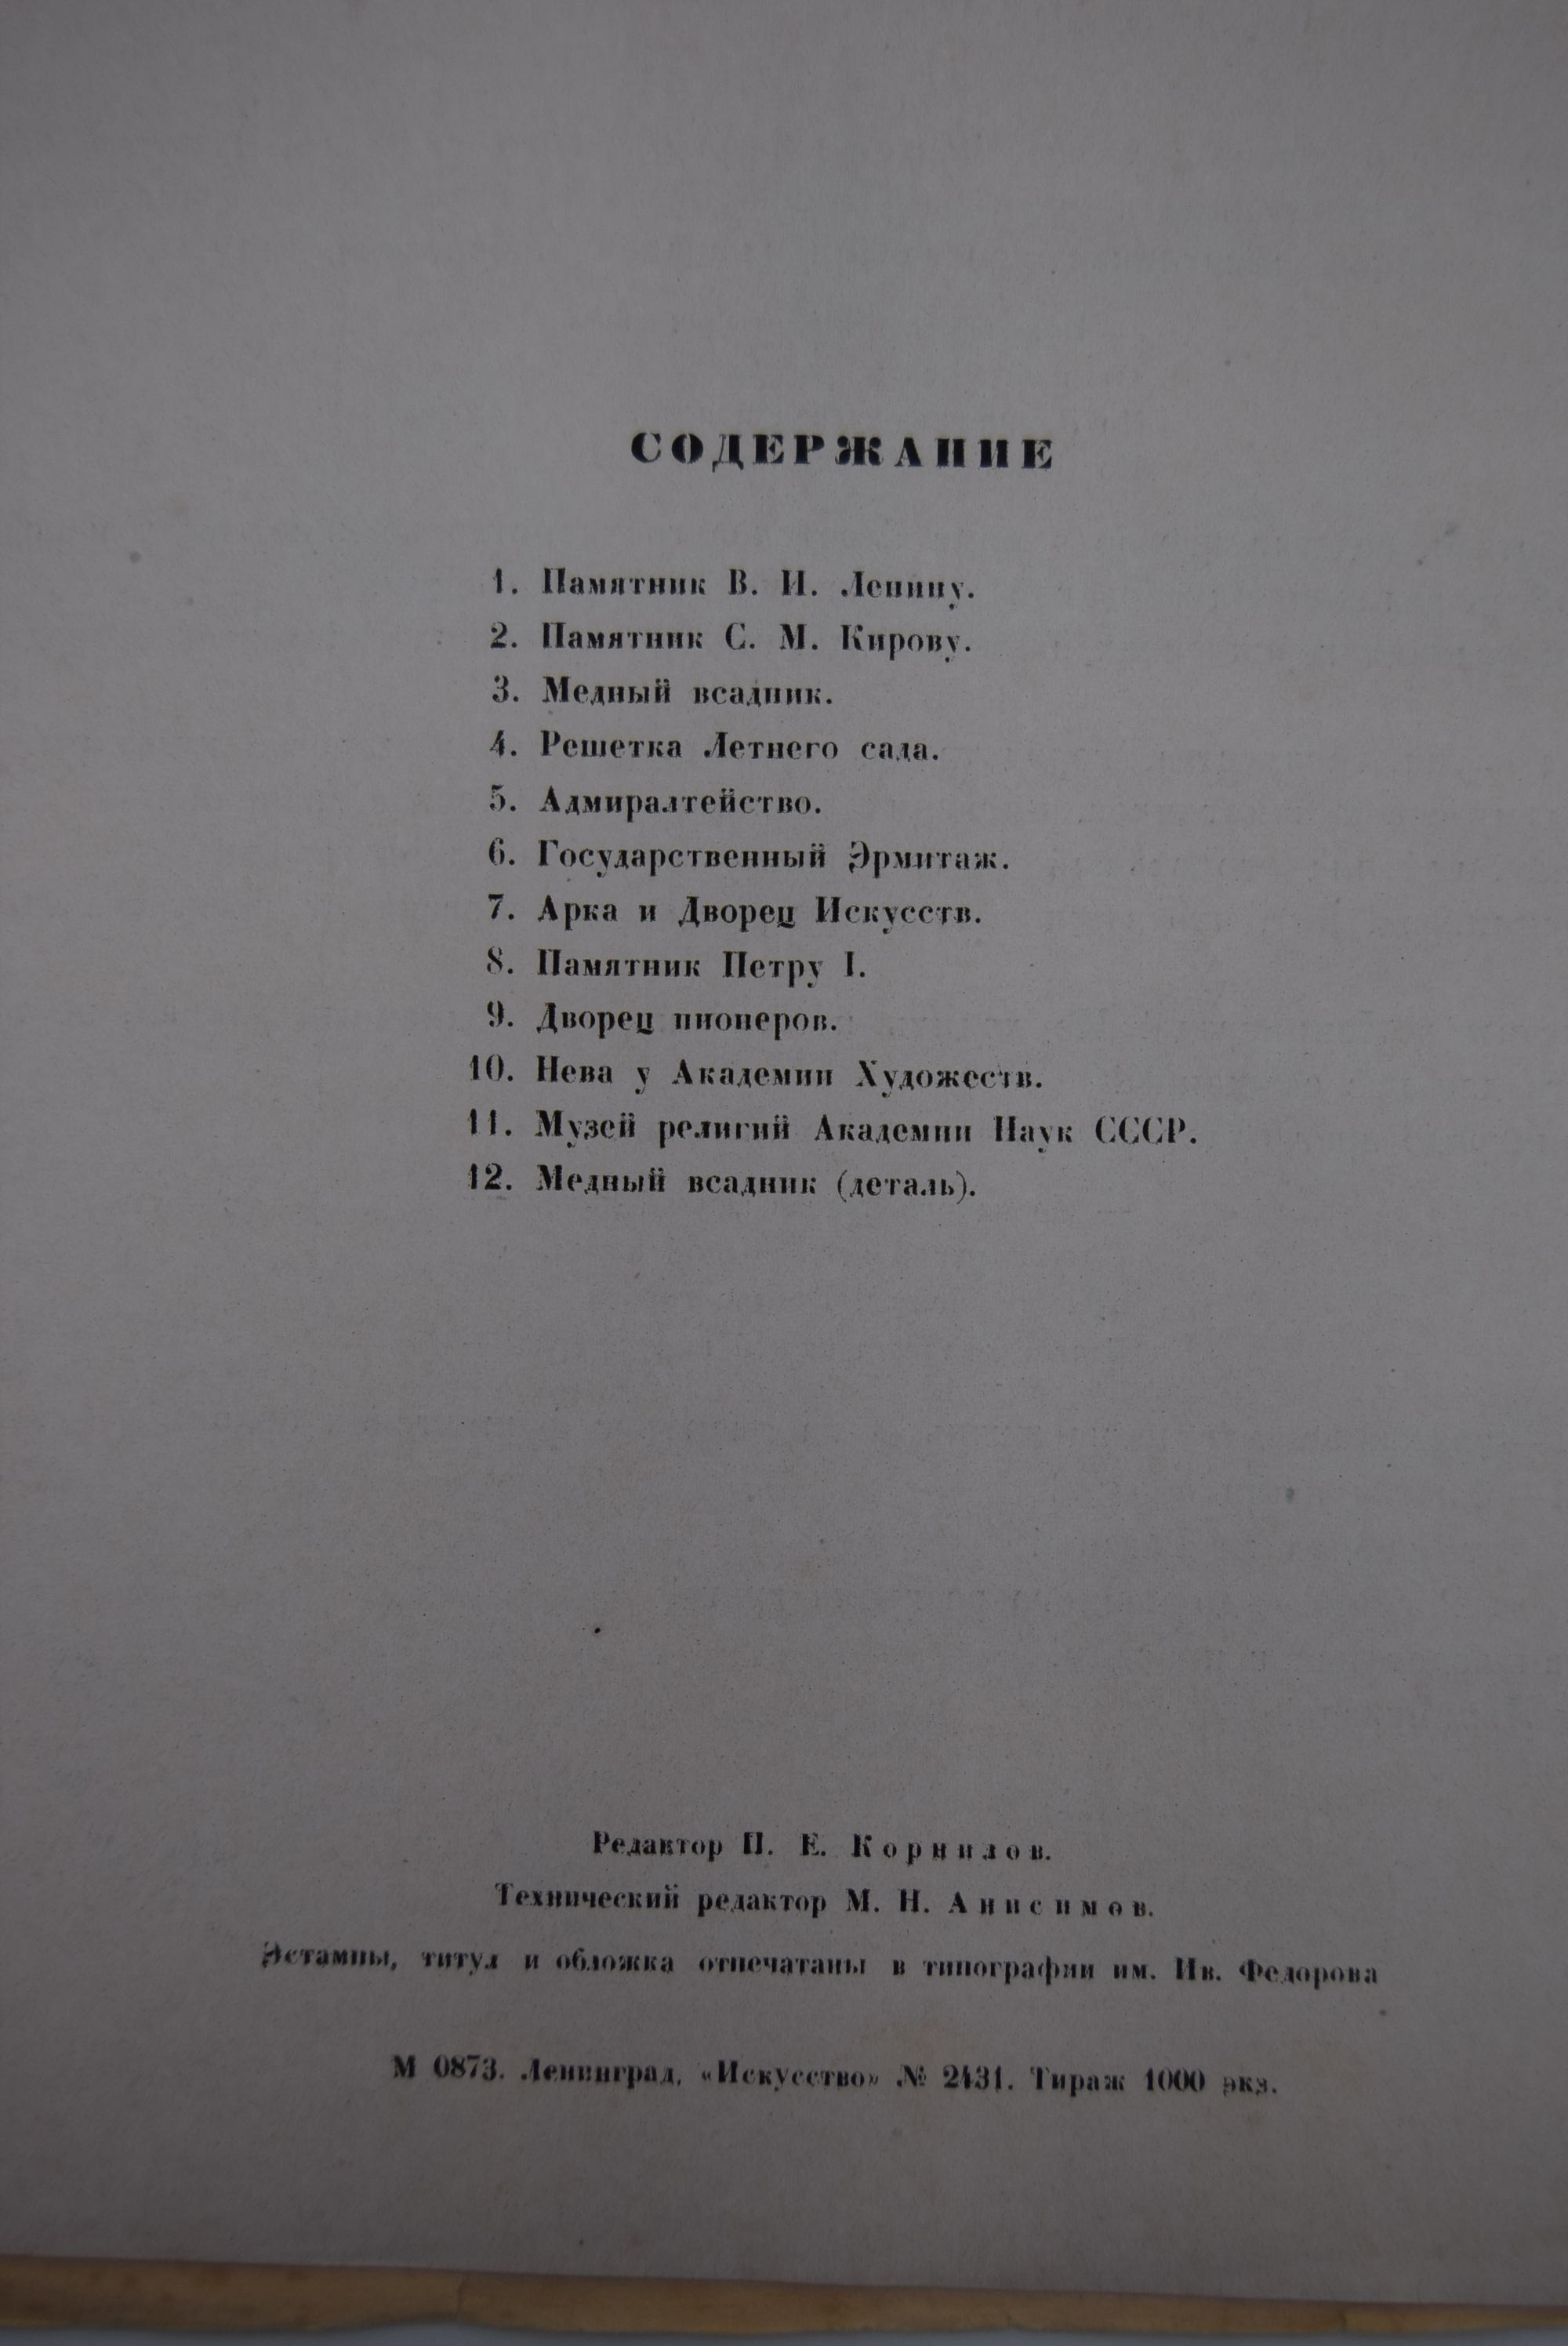 СОДЕРЖАНИЕ
1. Памятник В. И. Ленину.
2. Памятник С. М. Кирову.
3. Медный всадник.
4. Решетка Летнего сада.
5. Адмиралтейство.
6. Государственный Эрмитаж.
7. Арка и Дворец Искусств.
8. Памятник Петру I.
9. Дворец пионеров.
10. Нева у Академии Художеств.
11. Музей религий Академии Наук СССР.
12. Медный всадник (деталь).
Редактор П. Е. Корнилов.
Технический редактор М. Н. Анисимов.
Эстампы, титул и обложка отпечатаны в типографии им. Ив. Федорова
М 0873. Ленинград, «Искусство» № 2431. Тираж 1000 экз.